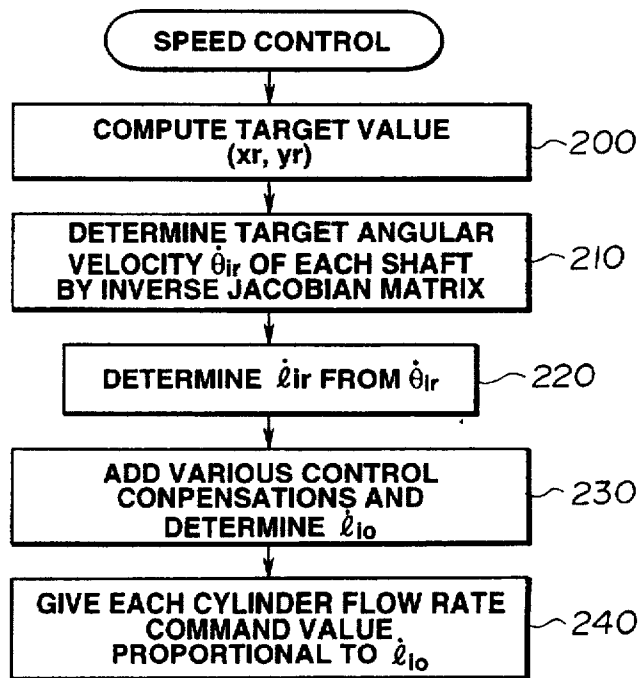 SPEED CONTROL
COMPUTE TARGET VALUE
(xr, yr)
200
DETERMINE TARGET ANGULAR
VELOCITY θ̇ir OF EACH SHAFT
BY INVERSE JACOBIAN MATRIX
210
DETERMINE ℓ̇ir FROM θ̇ir
220
ADD VARIOUS CONTROL
CONPENSATIONS AND
DETERMINE ℓ̇io
230
GIVE EACH CYLINDER FLOW RATE
COMMAND VALUE
PROPORTIONAL TO ℓ̇io
240